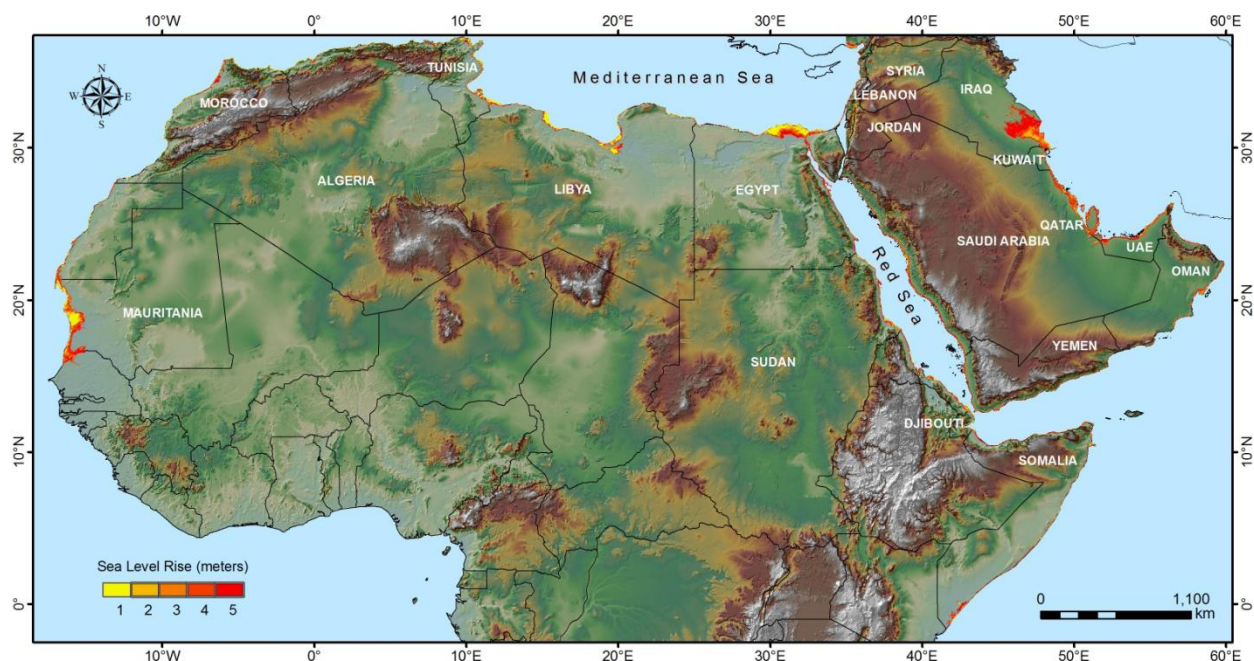 10°W 0° 10°E 20°E 30°E 40°E 50°E 60°E
N
W E
S
TUNISIA
Mediterranean Sea
SYRIA
MOROCCO
LEBANON
IRAQ
JORDAN
30°N
30°N
KUWAIT
ALGERIA
LIBYA
EGYPT
QATAR
SAUDI ARABIA
UAE
Red Sea
OMAN
20°N
20°N
MAURITANIA
YEMEN
SUDAN
DJIBOUTI
10°N
10°N
SOMALIA
Sea Level Rise (meters)
1 2 3 4 5
0°
0°
0 1,100
km
10°W 0° 10°E 20°E 30°E 40°E 50°E 60°E